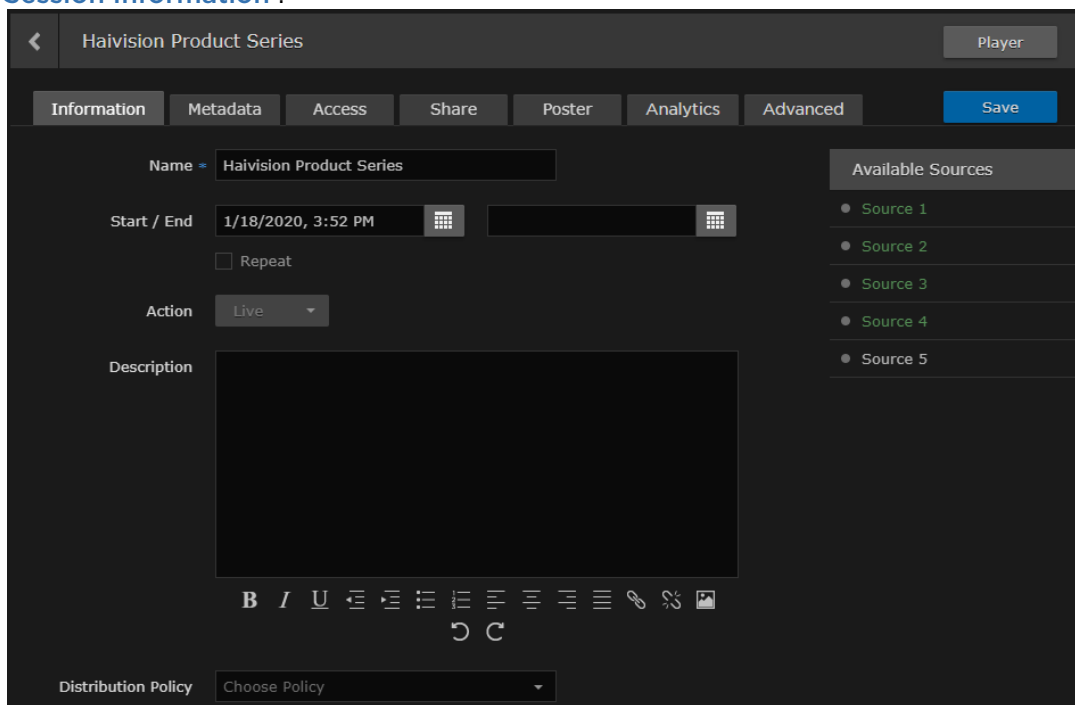 Session Information .
Haivision Product Series
Player
Information Metadata Access Share Poster Analytics Advanced Save
Name * Haivision Product Series
Available Sources
Start / End 1/18/2020, 3:52 PM
Source 1
Source 2
Repeat
Source 3
Action Live
Source 4
Description
Source 5
B I U
Distribution Policy Choose Policy